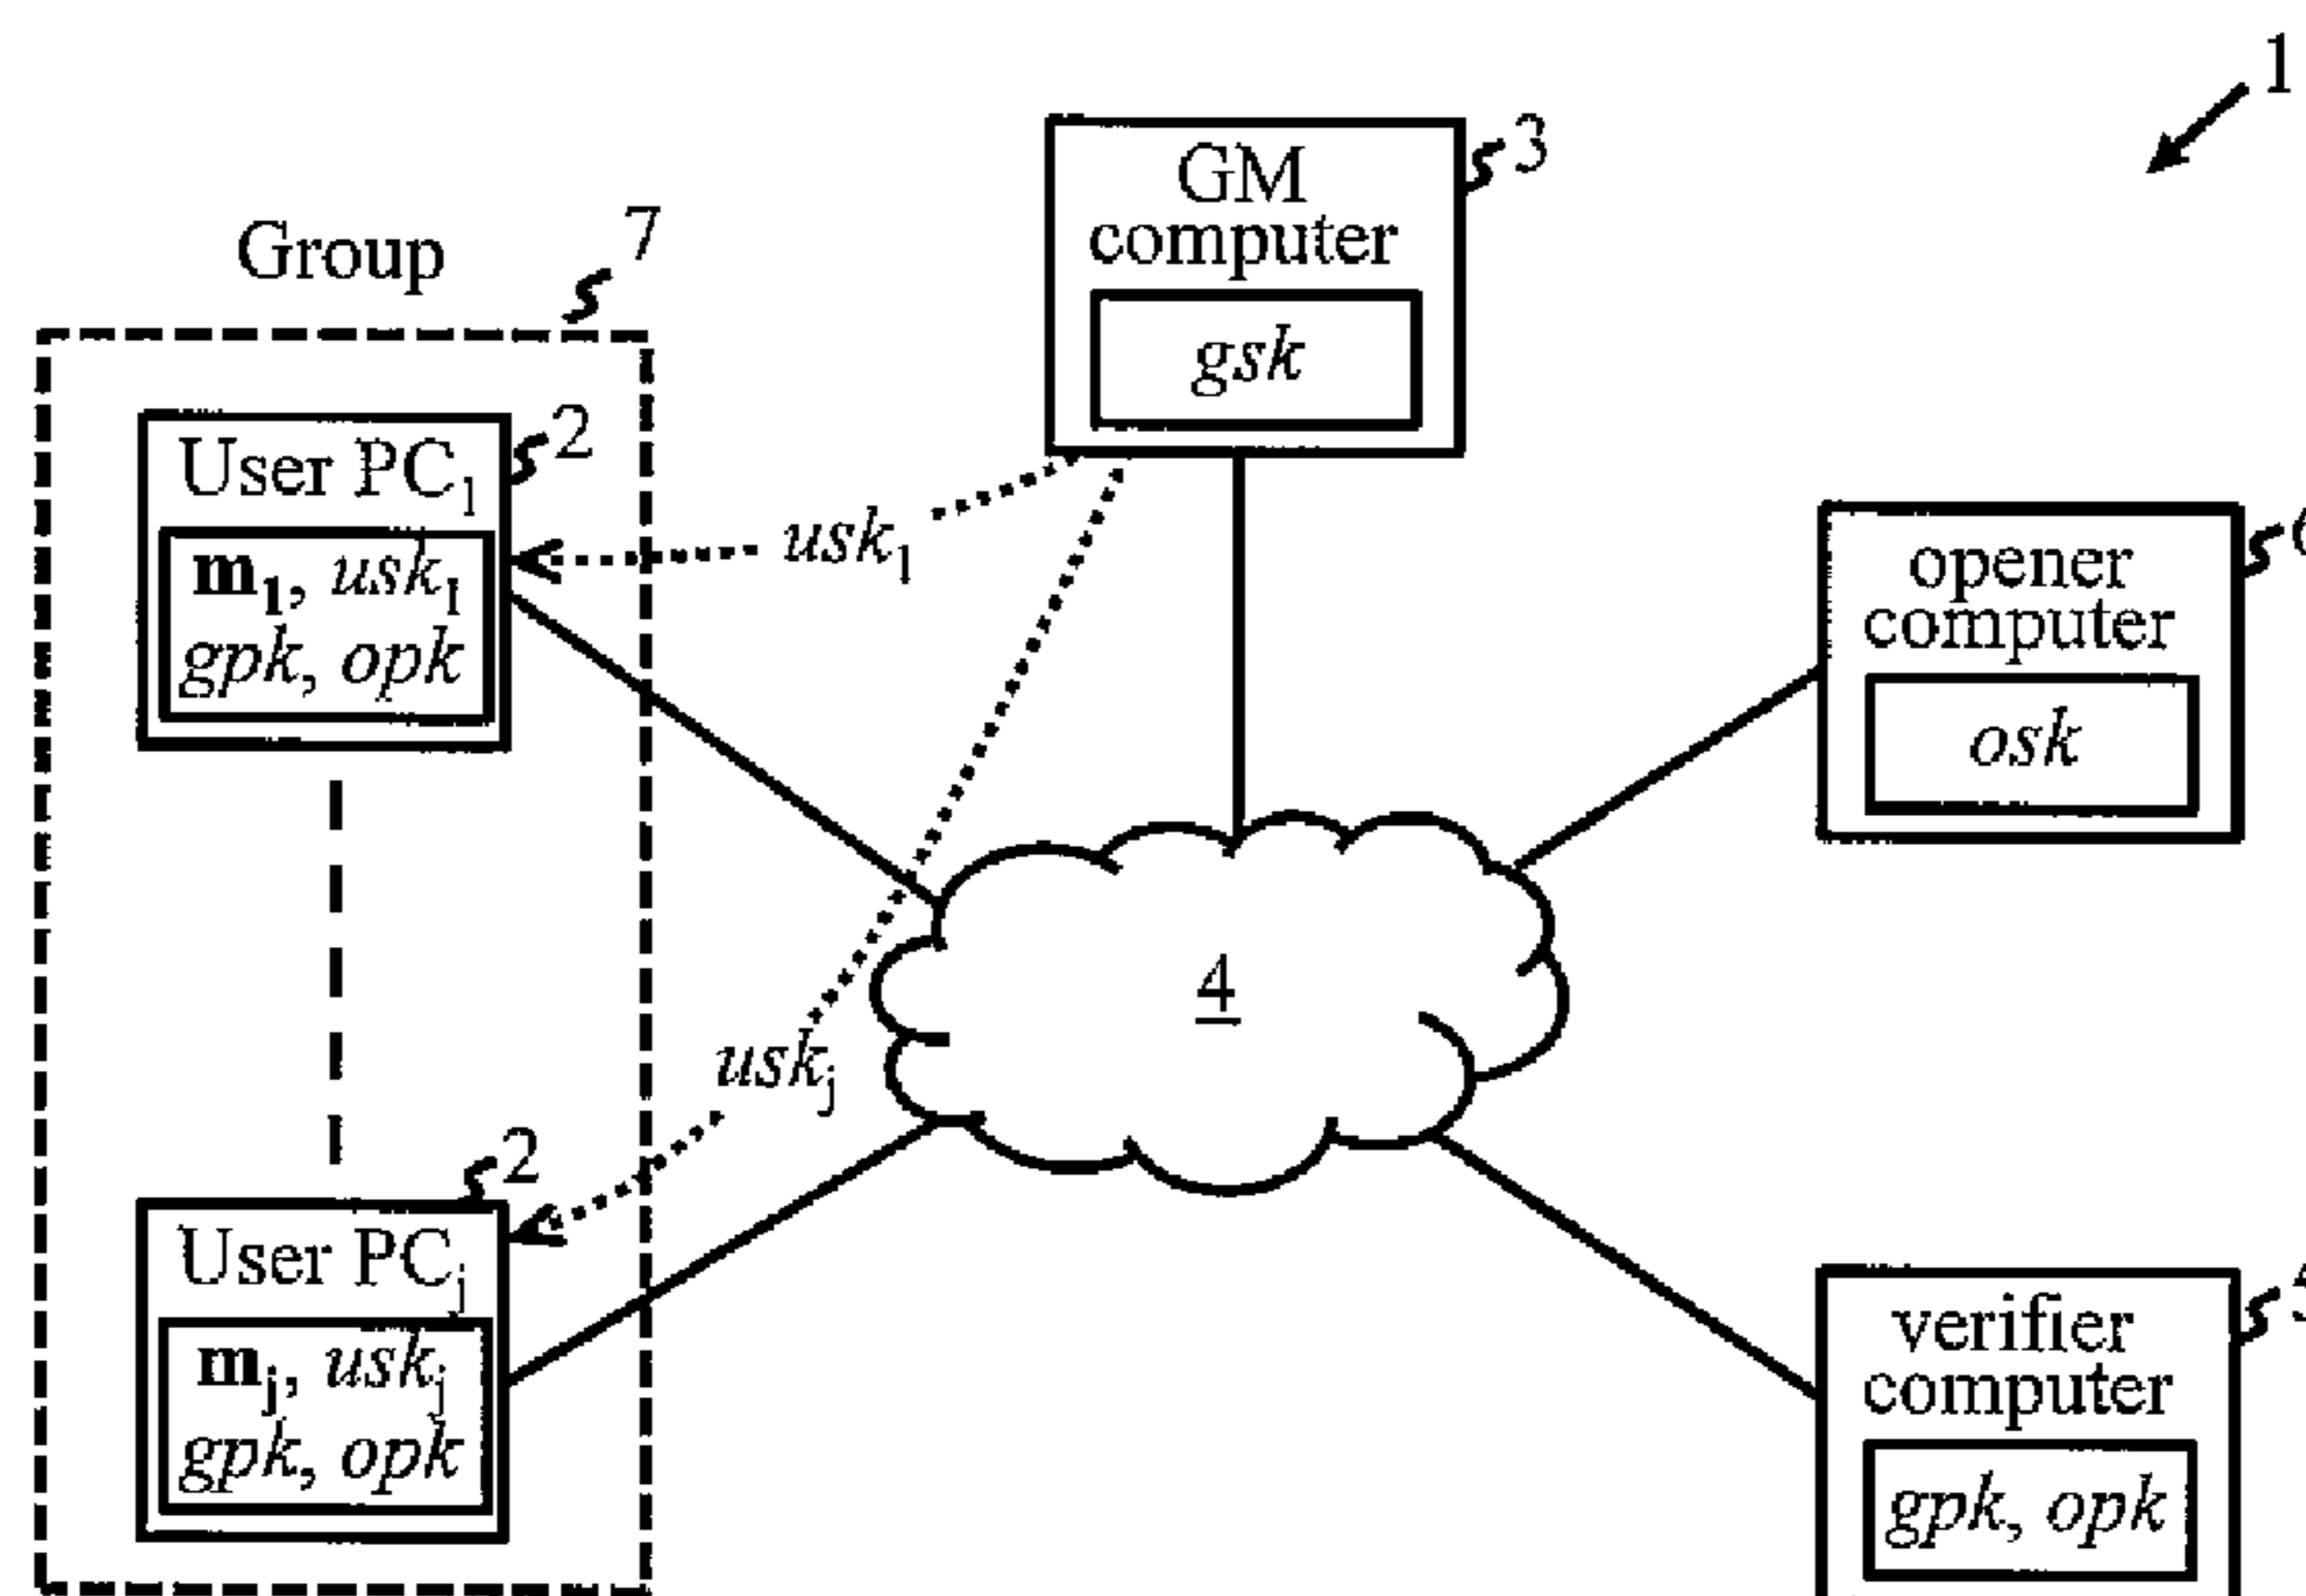 1
GM
computer
3
gsk
Group
7
User PC₁
2
m₁, usk₁
gpk, opk
usk₁
opener
computer
osk
4
uskⱼ
User PCⱼ
2
mⱼ, uskⱼ
gpk, opk
verifier
computer
gpk, opk